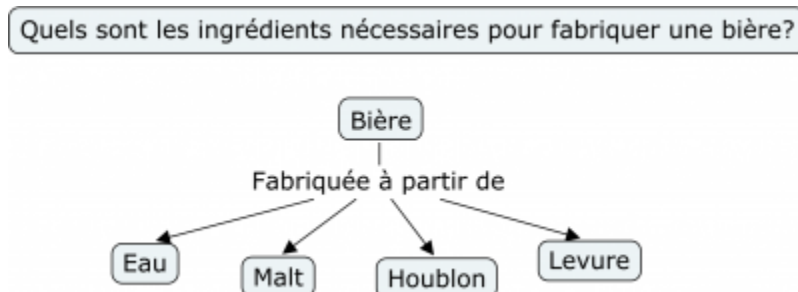 Quels sont les ingrédients nécessaires pour fabriquer une bière?
Bière
Fabriquée à partir de
Eau
Malt
Houblon
Levure